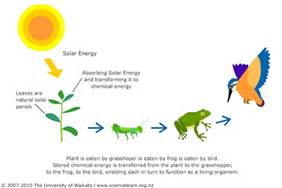 Solar Energy
Absorbing Solar Energy
and transforming it to
chemical energy
Leaves are
natural solar
panels
Plant is eaten by grasshoper is eaten by frog is eaten by bird.
Stored chemical energy is transferred from the plant to the grasshopper,
to the frog, to the bird, enabling each in turn to function as a living organism.
© 2007-2010 The University of Waikato | www.sciencelearn.org.nz